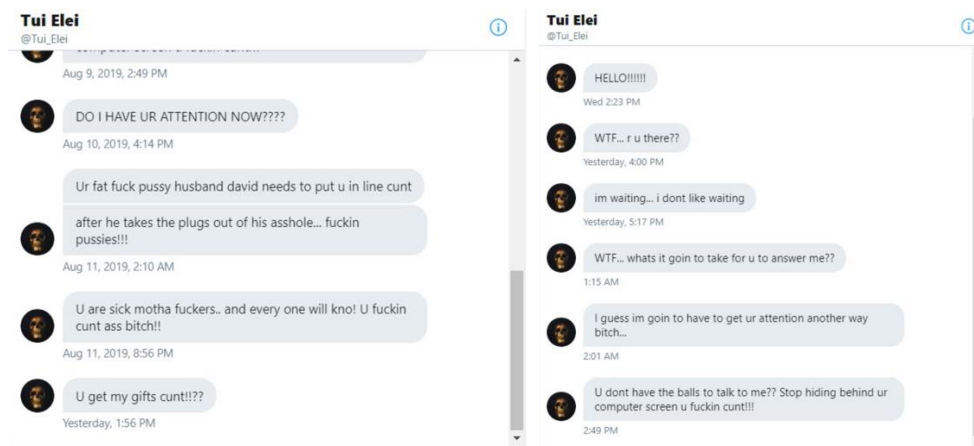 Tui Elei
@Tui_Elei
Aug 9, 2019, 2:49 PM
DO I HAVE UR ATTENTION NOW????
Aug 10, 2019, 4:14 PM
Ur fat fuck pussy husband david needs to put u in line cunt
after he takes the plugs out of his asshole... fuckin
pussies!!!
Aug 11, 2019, 2:10 AM
U are sick motha fuckers.. and every one will kno! U fuckin
cunt ass bitch!!
Aug 11, 2019, 8:56 PM
U get my gifts cunt!!??
Yesterday, 1:56 PM
Tui Elei
@Tui_Elei
HELLO!!!!!!
Wed 2:23 PM
WTF... r u there??
Yesterday, 4:00 PM
im waiting... i dont like waiting
Yesterday, 5:17 PM
WTF... whats it goin to take for u to answer me??
1:15 AM
I guess im goin to have to get ur attention another way
bitch...
2:01 AM
U dont have the balls to talk to me?? Stop hiding behind ur
computer screen u fuckin cunt!!!
2:49 PM